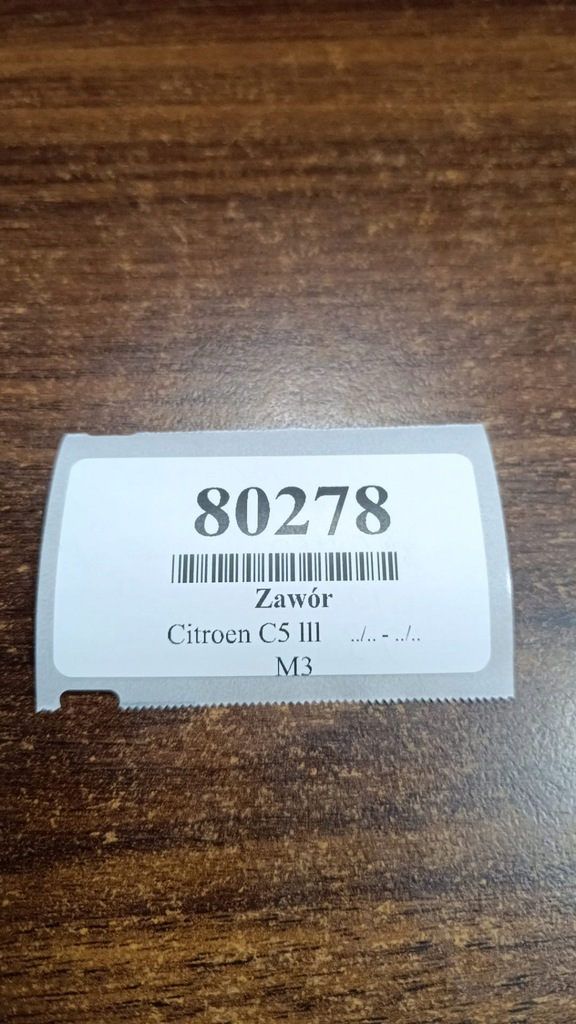 80278
Zawór
Citroen C5 lll ../.. - ../..
M3